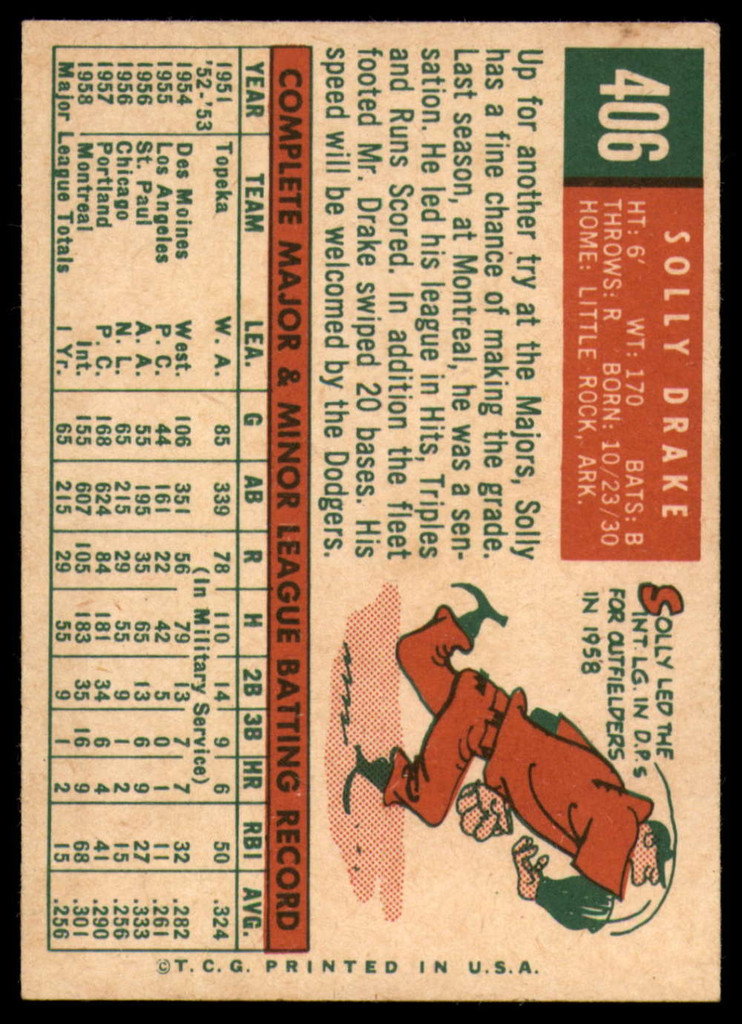 406
SOLLY DRAKE
HT: 6' WT: 170 BATS: B
THROWS: R BORN: 10/23/30
HOME: LITTLE ROCK, ARK.
Up for another try at the Majors, Solly
has a fine chance of making the grade.
Last season, at Montreal, he was a sen-
sation. He led his league in Hits, Triples
and Runs Scored. In addition the fleet
footed Mr. Drake swiped 20 bases. His
speed will be welcomed by the Dodgers.
SOLLY LED THE
INT. LG. IN D.P.s
FOR OUTFIELDERS
IN 1958
COMPLETE MAJOR & MINOR LEAGUE BATTING RECORD
YEAR TEAM LEA. G AB R H 2B 3B HR RBI AVG.
1951 Topeka W. A. 85 339 78 110 14 9 6 50 .324
'52-'53 (In Military Service)
1954 Des Moines West. 106 351 56 79 13 7 7 32 .282
1955 Los Angeles P. C. 44 161 22 42 5 0 1 11 .261
1956 St. Paul A. A. 55 195 35 65 13 6 9 27 .333
1956 Chicago N. L. 65 215 29 55 9 1 2 15 .256
1957 Portland P. C. 168 624 84 181 34 6 4 41 .290
1958 Montreal Int. 155 607 105 183 35 16 9 68 .301
Major League Totals 1 Yr. 65 215 29 55 9 1 2 15 .256
©T.C.G. PRINTED IN U.S.A.